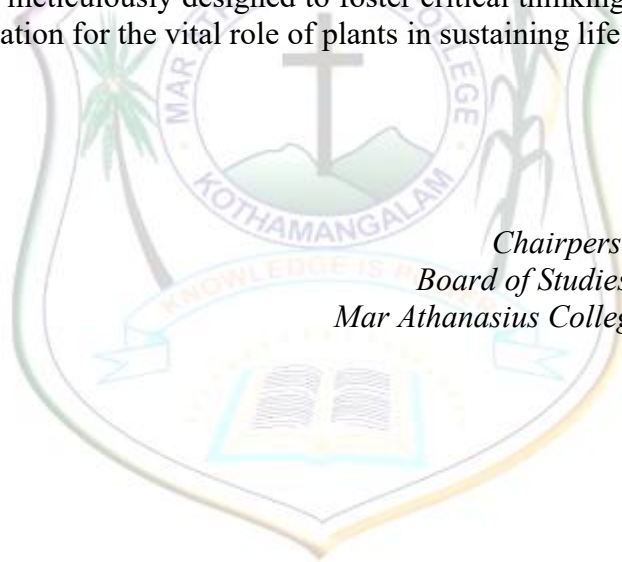 meticulously designed to foster critical thinking
ation for the vital role of plants in sustaining life
MAR COLLEGE
KOTHAMANGALAM
Chairpers
Board of Studies
Mar Athanasius Colleg
KNOWLEDGE IS POWER